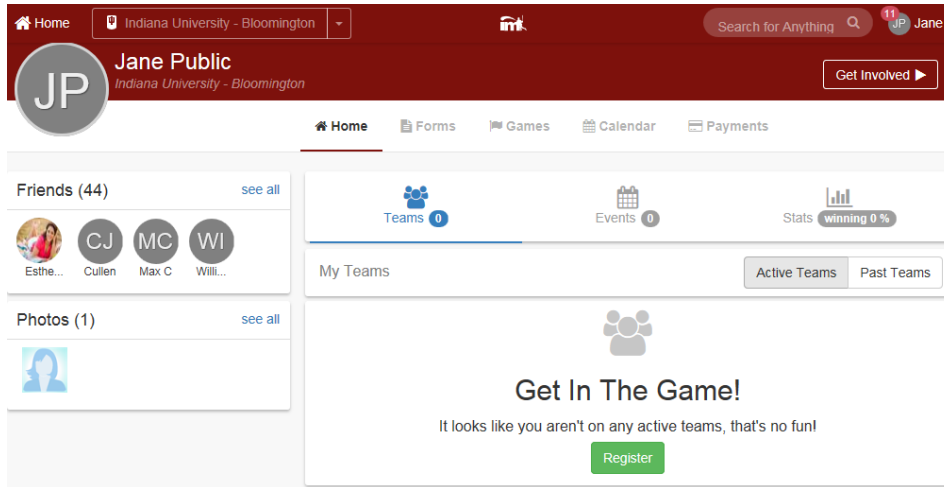 Home
Indiana University - Bloomington
imt
Search for Anything
11
JP
Jane
JP
Jane Public
Indiana University - Bloomington
Get Involved
Home
Forms
Games
Calendar
Payments
Friends (44)
see all
CJ
MC
WI
Esthe...
Cullen
Max C
Willi...
Photos (1)
see all
Teams 0
Events 0
Stats winning 0 %
My Teams
Active Teams
Past Teams
Get In The Game!
It looks like you aren't on any active teams, that's no fun!
Register